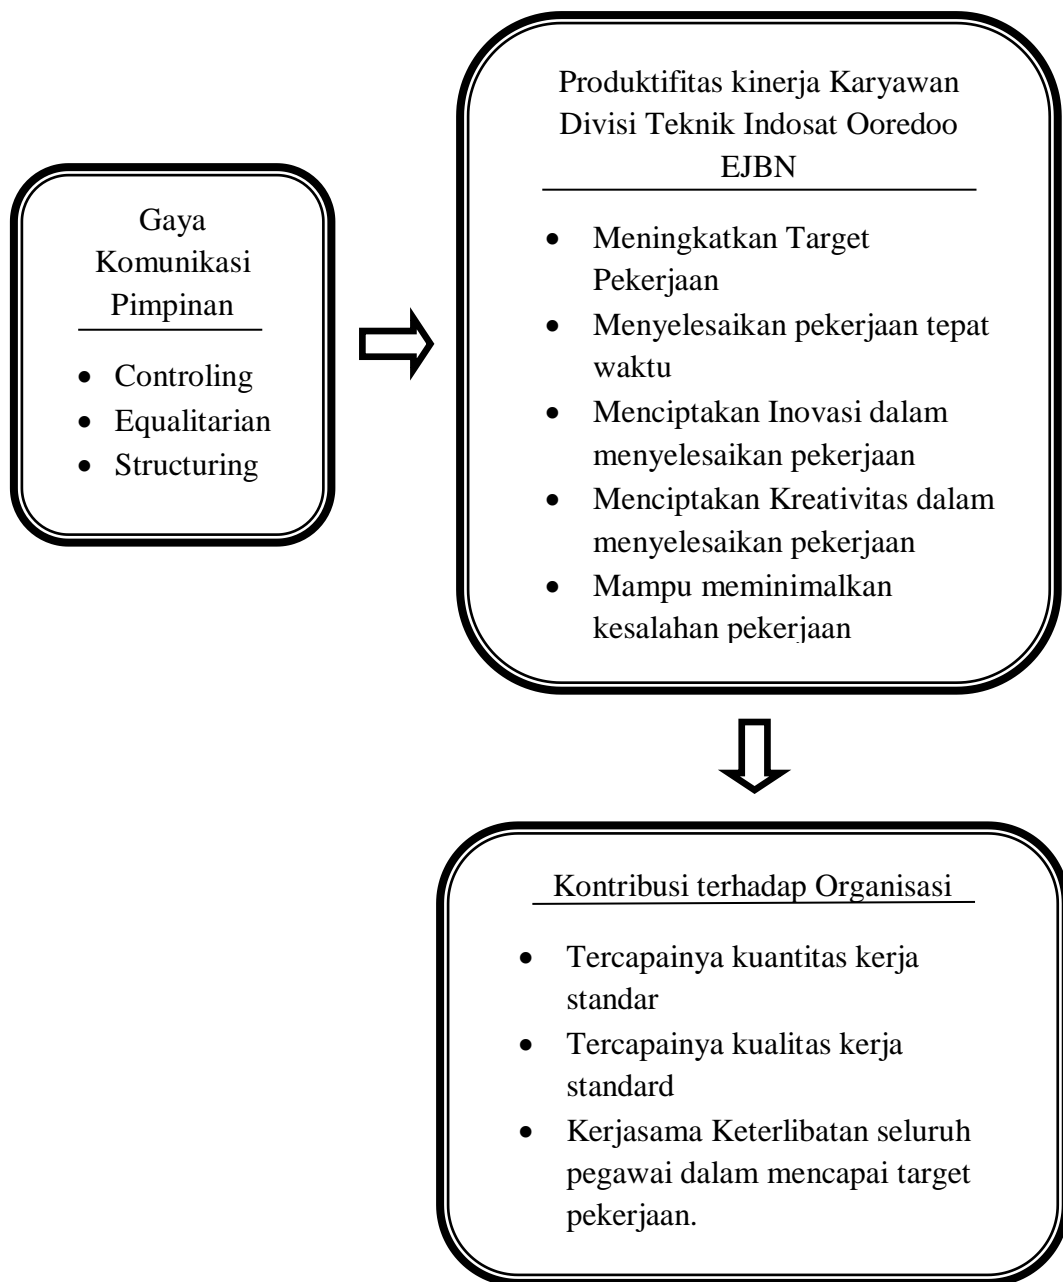 Gaya
Komunikasi
Pimpinan
• Controling
• Equalitarian
• Structuring
Produktifitas kinerja Karyawan
Divisi Teknik Indosat Ooredoo
EJBN
• Meningkatkan Target
Pekerjaan
• Menyelesaikan pekerjaan tepat
waktu
• Menciptakan Inovasi dalam
menyelesaikan pekerjaan
• Menciptakan Kreativitas dalam
menyelesaikan pekerjaan
• Mampu meminimalkan
kesalahan pekerjaan
Kontribusi terhadap Organisasi
• Tercapainya kuantitas kerja
standar
• Tercapainya kualitas kerja
standard
• Kerjasama Keterlibatan seluruh
pegawai dalam mencapai target
pekerjaan.